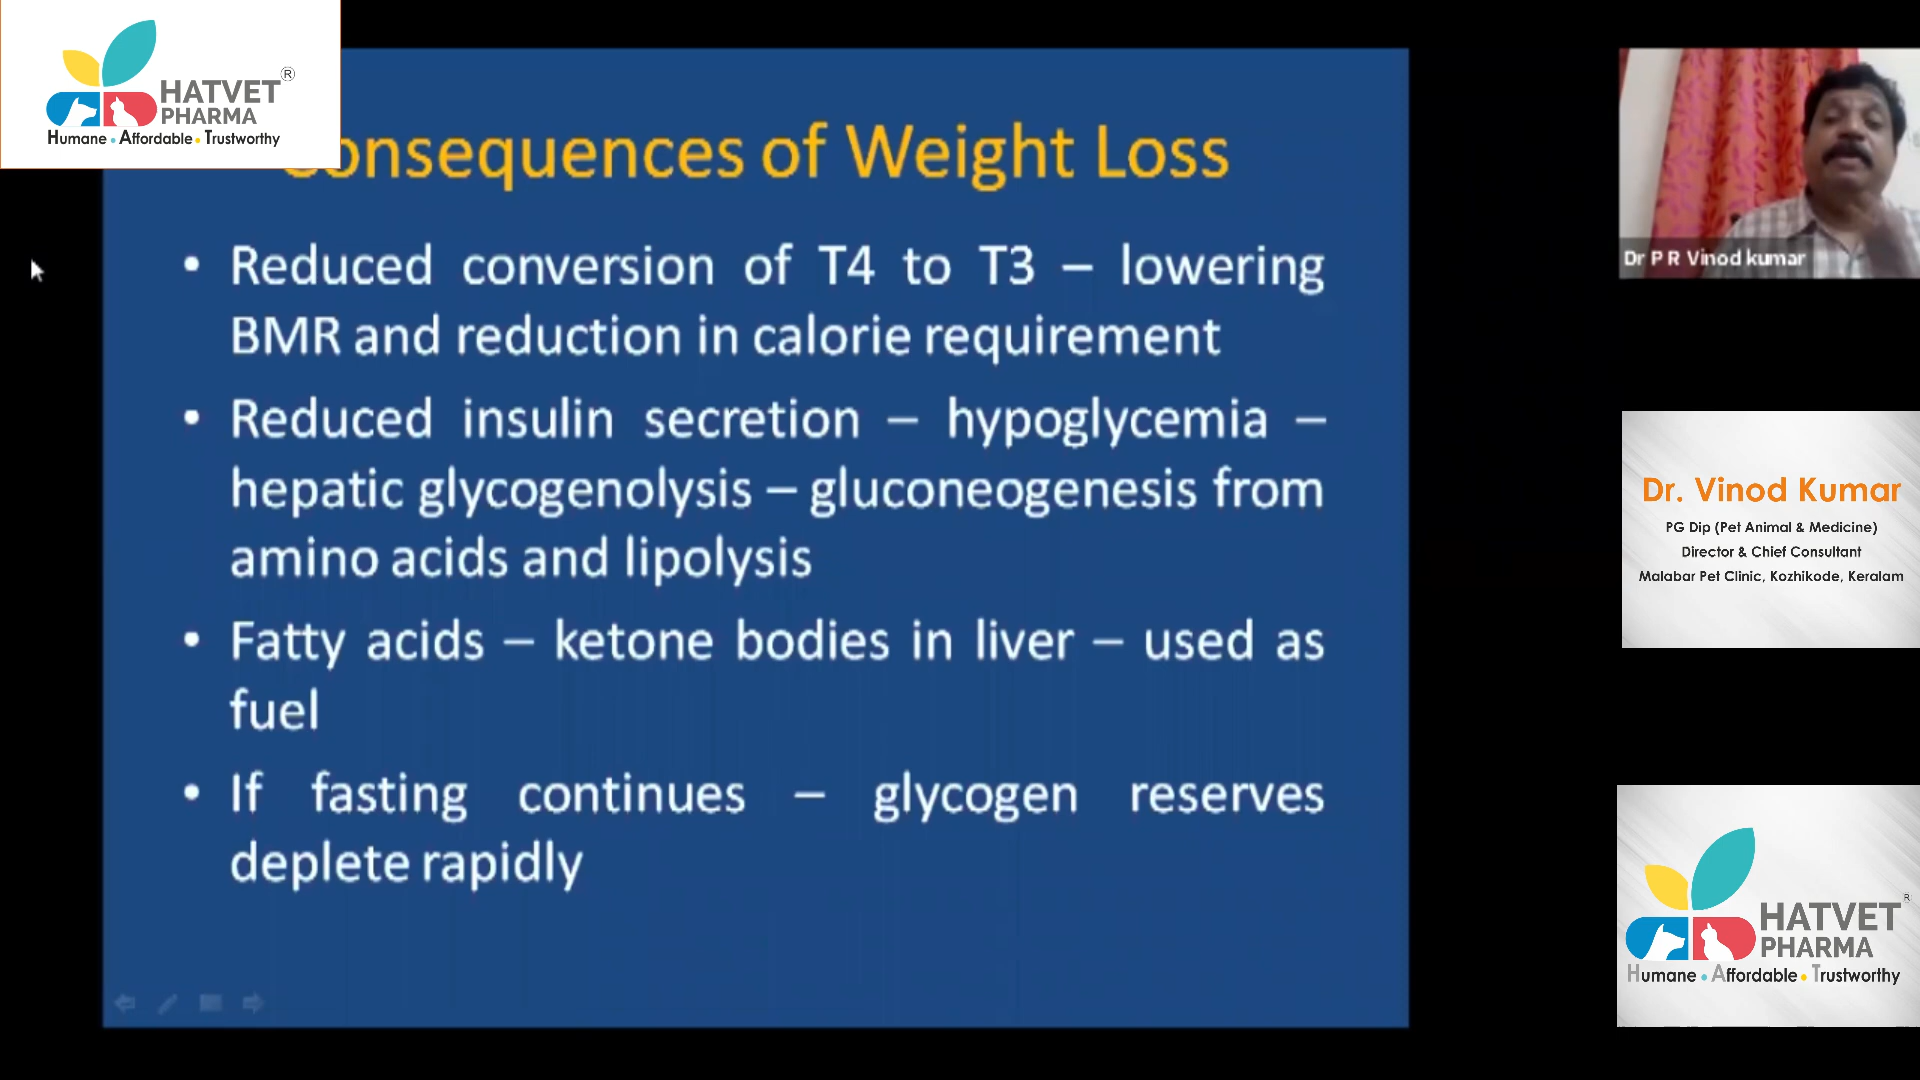 HATVET®
PHARMA
Humane • Affordable • Trustworthy
Consequences of Weight Loss
• Reduced conversion of T4 to T3 – lowering
BMR and reduction in calorie requirement
• Reduced insulin secretion – hypoglycemia –
hepatic glycogenolysis – gluconeogenesis from
amino acids and lipolysis
• Fatty acids – ketone bodies in liver – used as
fuel
• If fasting continues – glycogen reserves
deplete rapidly
Dr P R Vinod kumar
Dr. Vinod Kumar
PG Dip (Pet Animal & Medicine)
Director & Chief Consultant
Malabar Pet Clinic, Kozhikode, Keralam
HATVET®
PHARMA
Humane • Affordable • Trustworthy